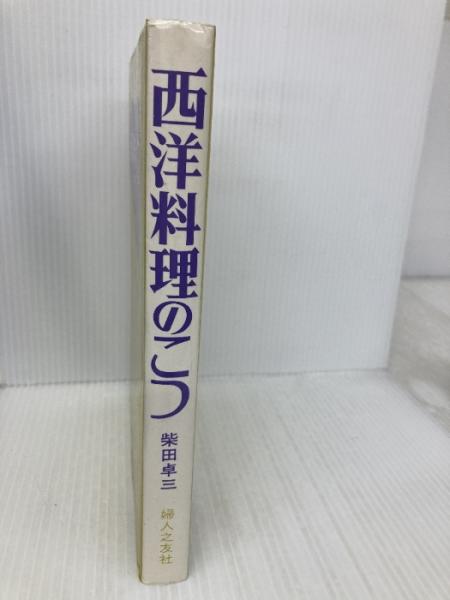 西洋料理のこつ
柴田卓三
婦人之友社